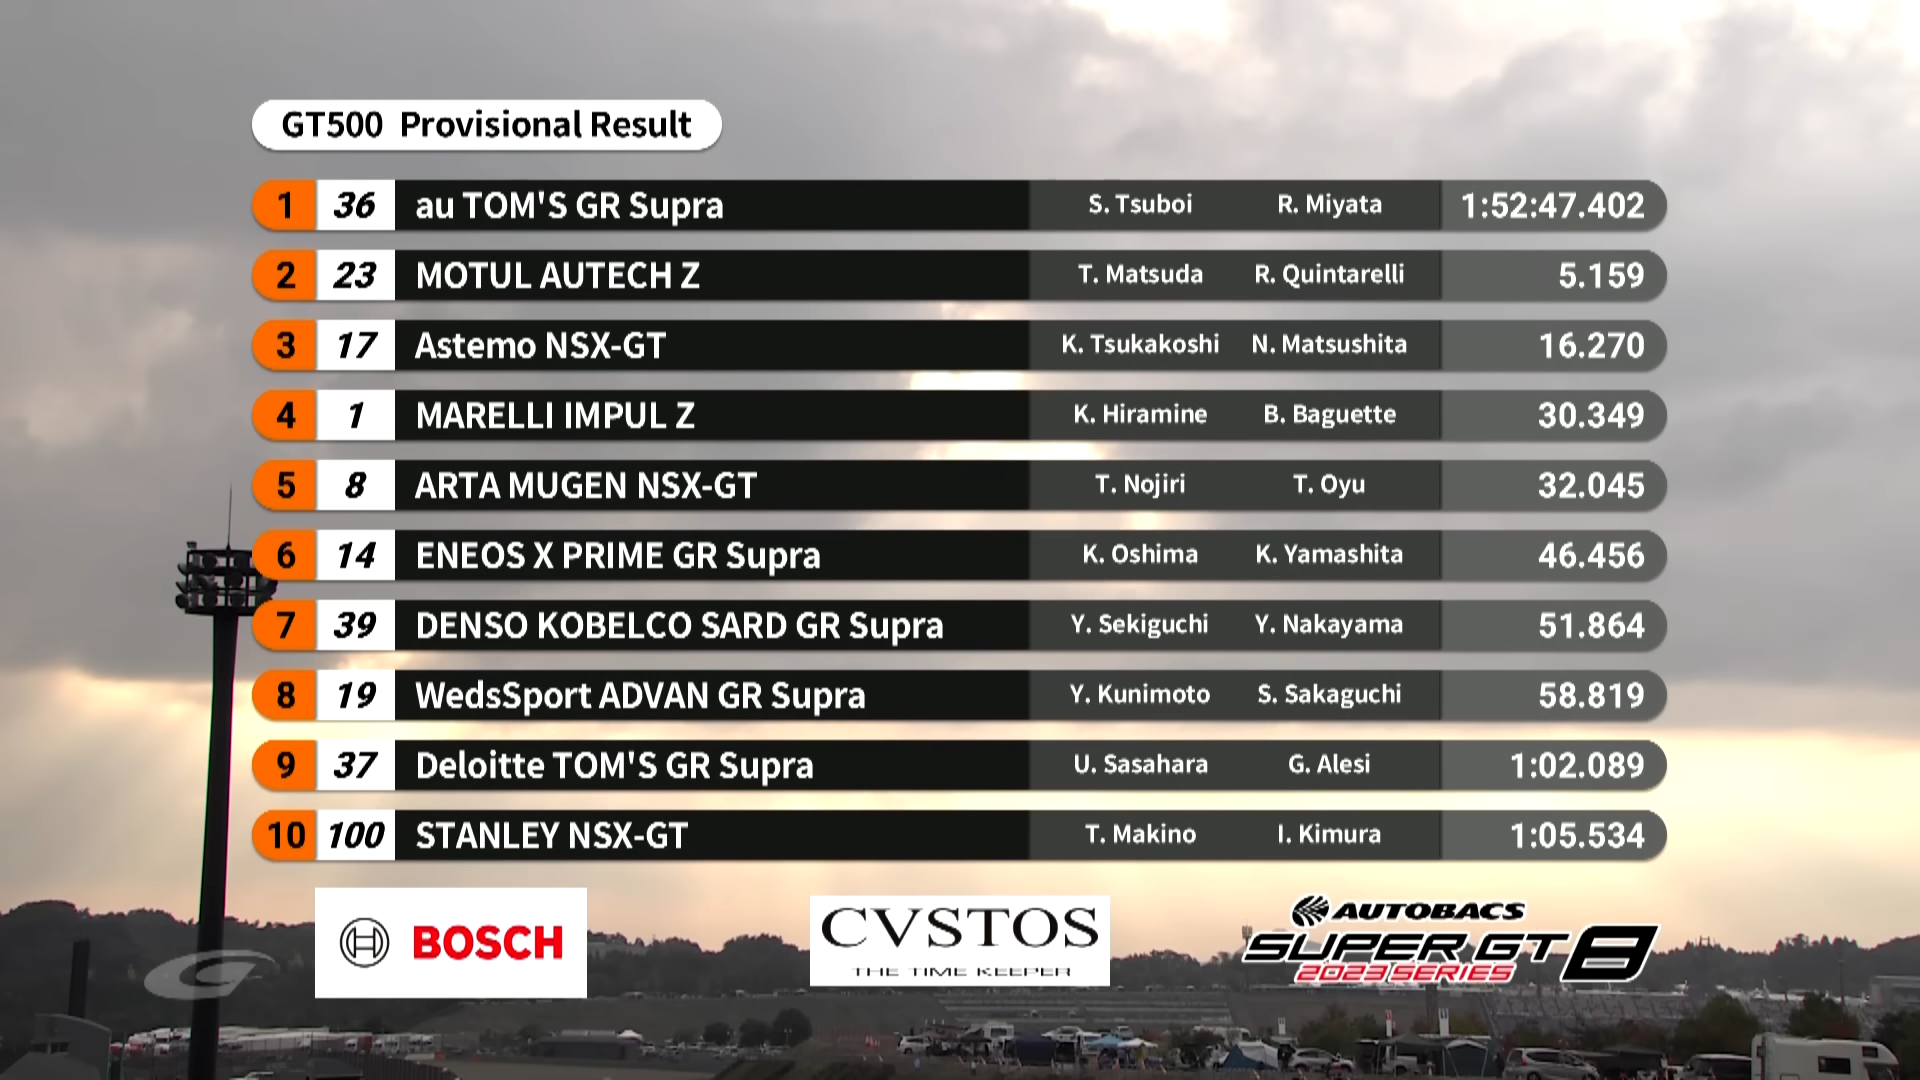 GT500 Provisional Result
1 36 au TOM'S GR Supra S. Tsuboi R. Miyata 1:52:47.402
2 23 MOTUL AUTECH Z T. Matsuda R. Quintarelli 5.159
3 17 Astemo NSX-GT K. Tsukakoshi N. Matsushita 16.270
4 1 MARELLI IMPUL Z K. Hiramine B. Baguette 30.349
5 8 ARTA MUGEN NSX-GT T. Nojiri T. Oyu 32.045
6 14 ENEOS X PRIME GR Supra K. Oshima K. Yamashita 46.456
7 39 DENSO KOBELCO SARD GR Supra Y. Sekiguchi Y. Nakayama 51.864
8 19 WedsSport ADVAN GR Supra Y. Kunimoto S. Sakaguchi 58.819
9 37 Deloitte TOM'S GR Supra U. Sasahara G. Alesi 1:02.089
10 100 STANLEY NSX-GT T. Makino I. Kimura 1:05.534
BOSCH
CVSTOS
THE TIME KEEPER
AUTOBACS
SUPER GT 8
2023 SERIES